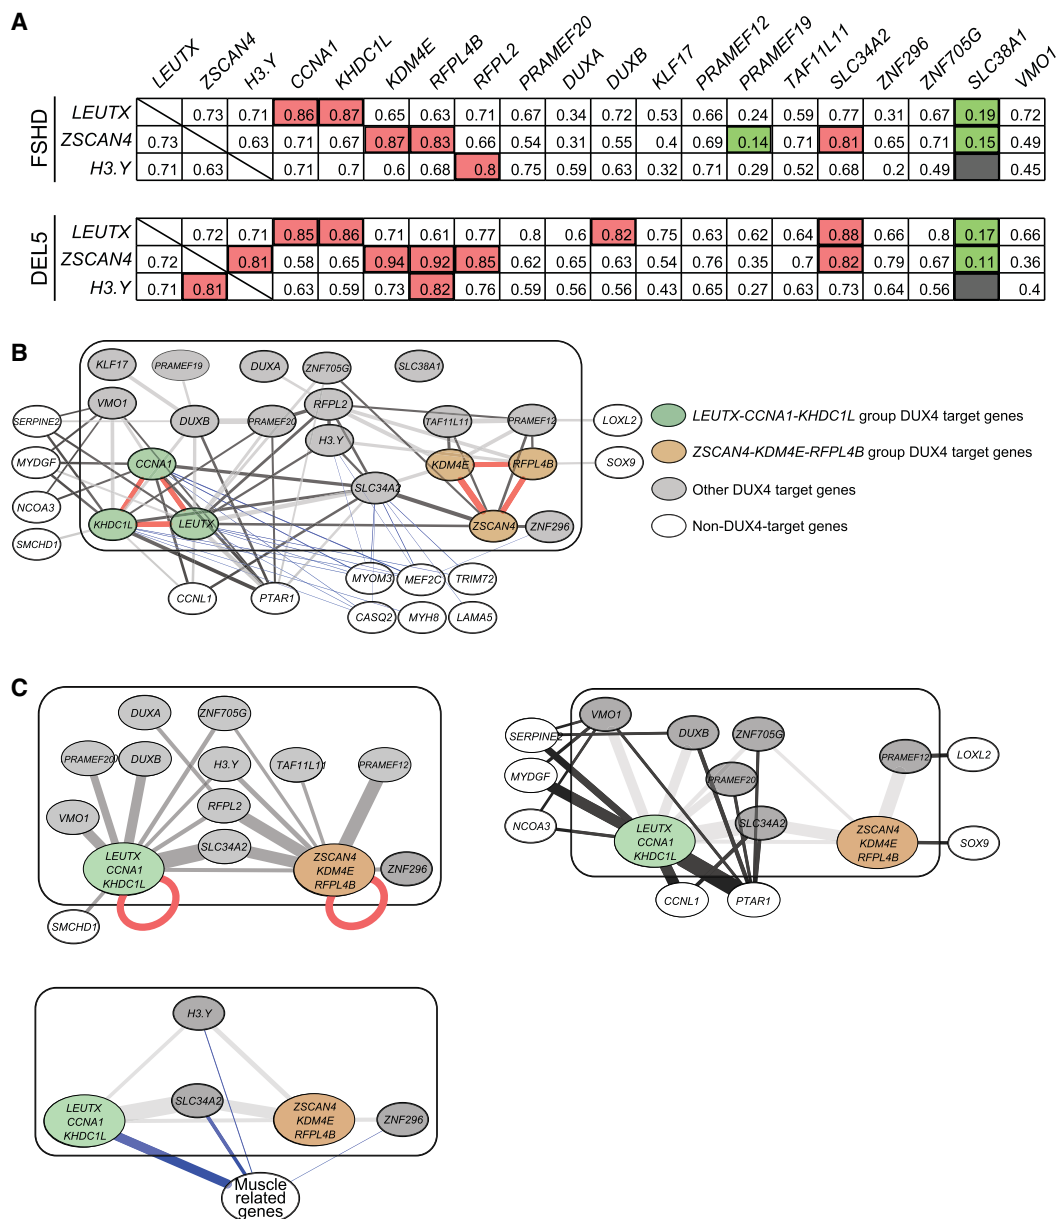 A
LEUTX ZSCAN4 H3.Y CCNA1 KHDC1L KDM4E RFPL4B RFPL2 PRAMEF20 DUXA DUXB KLF17 PRAMEF12 PRAMEF19 TAF11L11 SLC34A2 ZNF296 ZNF705G SLC38A1 VMO1
FSHD
LEUTX 0.73 0.71 0.86 0.87 0.65 0.63 0.71 0.67 0.34 0.72 0.53 0.66 0.24 0.59 0.77 0.31 0.67 0.19 0.72
ZSCAN4 0.73 0.63 0.71 0.67 0.87 0.83 0.66 0.54 0.31 0.55 0.4 0.69 0.14 0.71 0.81 0.65 0.71 0.15 0.49
H3.Y 0.71 0.63 0.71 0.7 0.6 0.68 0.8 0.75 0.59 0.63 0.32 0.71 0.29 0.52 0.68 0.2 0.49 0.45
DEL5
LEUTX 0.72 0.71 0.85 0.86 0.71 0.61 0.77 0.8 0.6 0.82 0.75 0.63 0.62 0.64 0.88 0.66 0.8 0.17 0.66
ZSCAN4 0.72 0.81 0.58 0.65 0.94 0.92 0.85 0.62 0.65 0.63 0.54 0.76 0.35 0.7 0.82 0.79 0.67 0.11 0.36
H3.Y 0.71 0.81 0.63 0.59 0.73 0.82 0.76 0.59 0.56 0.56 0.43 0.65 0.27 0.63 0.73 0.64 0.56 0.4
B
KLF17 PRAMEF19 DUXA ZNF705G SLC38A1
VMO1 RFPL2
SERPINE2 DUXB PRAMEF20 TAF11L11 PRAMEF12 LOXL2
H3.Y
MYDGF CCNA1 KDM4E RFPL4B SOX9
SLC34A2
NCOA3
KHDC1L LEUTX ZSCAN4 ZNF296
SMCHD1
MYOM3 MEF2C TRIM72
CCNL1 PTAR1
CASQ2 MYH8 LAMA5
LEUTX-CCNA1-KHDC1L group DUX4 target genes
ZSCAN4-KDM4E-RFPL4B group DUX4 target genes
Other DUX4 target genes
Non-DUX4-target genes
C
DUXA ZNF705G
PRAMEF20 DUXB H3.Y TAF11L11 PRAMEF12
RFPL2
VMO1
SLC34A2
LEUTX
CCNA1
KHDC1L
ZSCAN4
KDM4E
RFPL4B
ZNF296
SMCHD1
VMO1
SERPINE2 DUXB ZNF705G
PRAMEF12 LOXL2
MYDGF PRAMEF20
NCOA3 SLC34A2
LEUTX
CCNA1
KHDC1L
ZSCAN4
KDM4E
RFPL4B
SOX9
CCNL1 PTAR1
H3.Y
SLC34A2
LEUTX
CCNA1
KHDC1L
ZSCAN4
KDM4E
RFPL4B
ZNF296
Muscle
related
genes